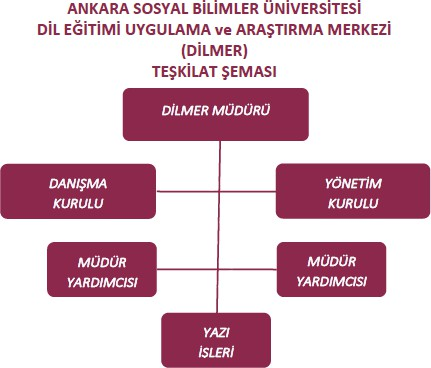 ANKARA SOSYAL BİLİMLER ÜNİVERSİTESİ
DİL EĞİTİMİ UYGULAMA ve ARAŞTIRMA MERKEZİ
(DİLMER)
TEŞKİLAT ŞEMASI
DİLMER MÜDÜRÜ
DANIŞMA
KURULU
YÖNETİM
KURULU
MÜDÜR
YARDIMCISI
MÜDÜR
YARDIMCISI
YAZI
İSLERİ